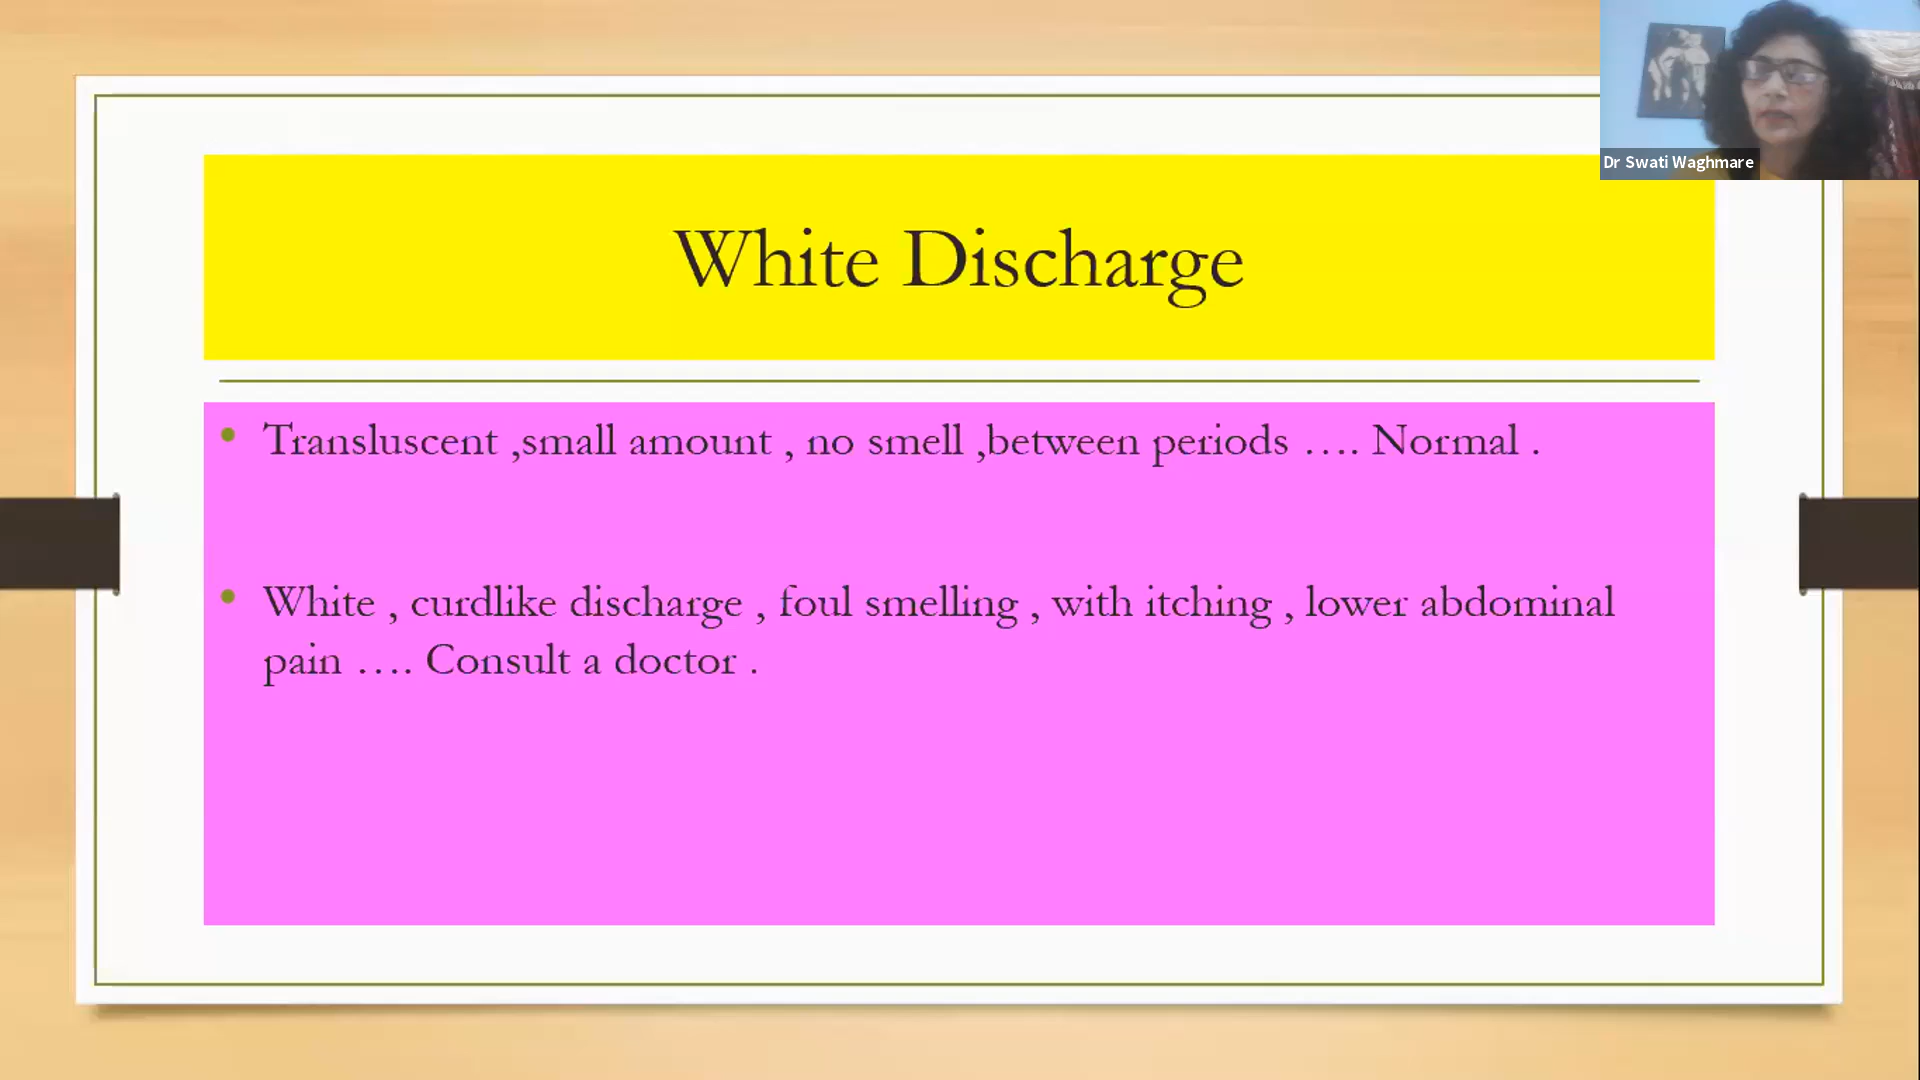 Dr Swati Waghmare
White Discharge
Transluscent ,small amount , no smell ,between periods …. Normal .
White , curdlike discharge , foul smelling , with itching , lower abdominal
pain …. Consult a doctor .